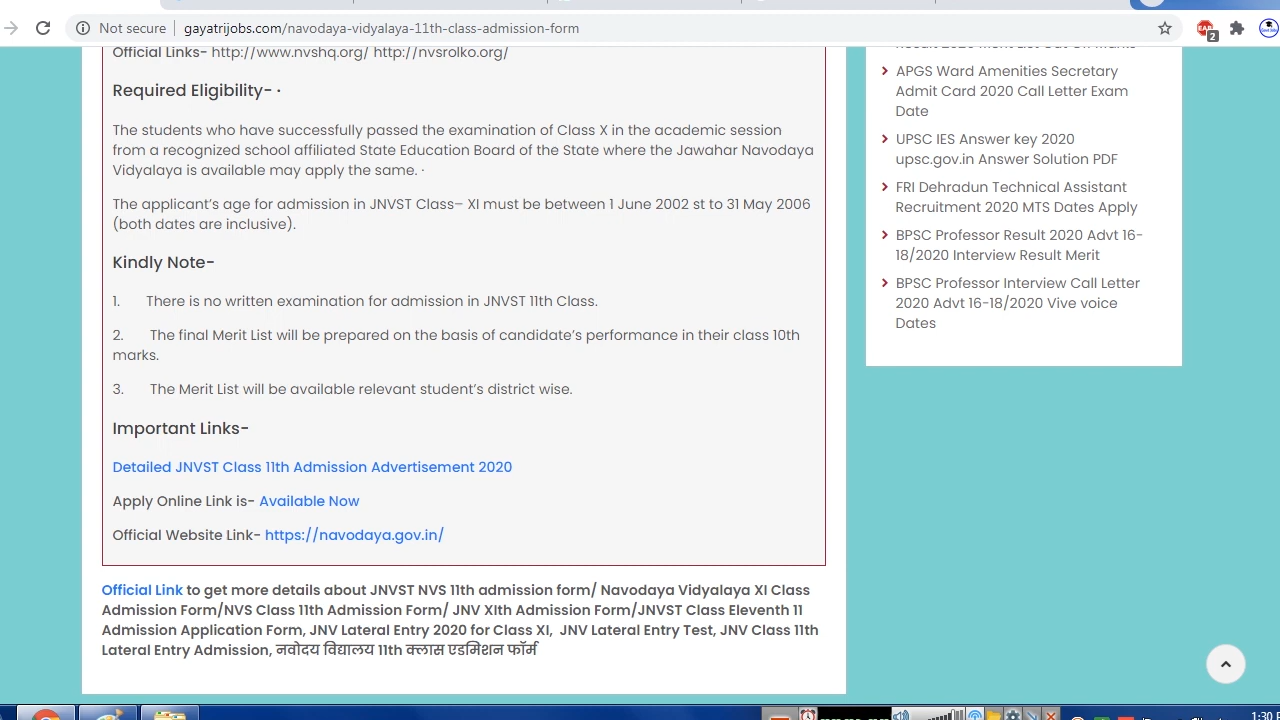 Not secure | gayatrijobs.com/navodaya-vidyalaya-11th-class-admission-form
2
Official Links- http://www.nvshq.org/ http://nvsrolko.org/
Required Eligibility- ·
The students who have successfully passed the examination of Class X in the academic session
from a recognized school affiliated State Education Board of the State where the Jawahar Navodaya
Vidyalaya is available may apply the same. ·
The applicant's age for admission in JNVST Class– XI must be between 1 June 2002 st to 31 May 2006
(both dates are inclusive).
Kindly Note-
1. There is no written examination for admission in JNVST 11th Class.
2. The final Merit List will be prepared on the basis of candidate's performance in their class 10th
marks.
3. The Merit List will be available relevant student's district wise.
Important Links-
Detailed JNVST Class 11th Admission Advertisement 2020
Apply Online Link is- Available Now
Official Website Link- https://navodaya.gov.in/
Official Link to get more details about JNVST NVS 11th admission form/ Navodaya Vidyalaya XI Class
Admission Form/NVS Class 11th Admission Form/ JNV XIth Admission Form/JNVST Class Eleventh 11
Admission Application Form, JNV Lateral Entry 2020 for Class XI, JNV Lateral Entry Test, JNV Class 11th
Lateral Entry Admission, नवोदय विद्यालय 11th क्लास एडमिशन फॉर्म
APGS Ward Amenities Secretary
Admit Card 2020 Call Letter Exam
Date
UPSC IES Answer key 2020
upsc.gov.in Answer Solution PDF
FRI Dehradun Technical Assistant
Recruitment 2020 MTS Dates Apply
BPSC Professor Result 2020 Advt 16-
18/2020 Interview Result Merit
BPSC Professor Interview Call Letter
2020 Advt 16-18/2020 Vive voice
Dates
1:30